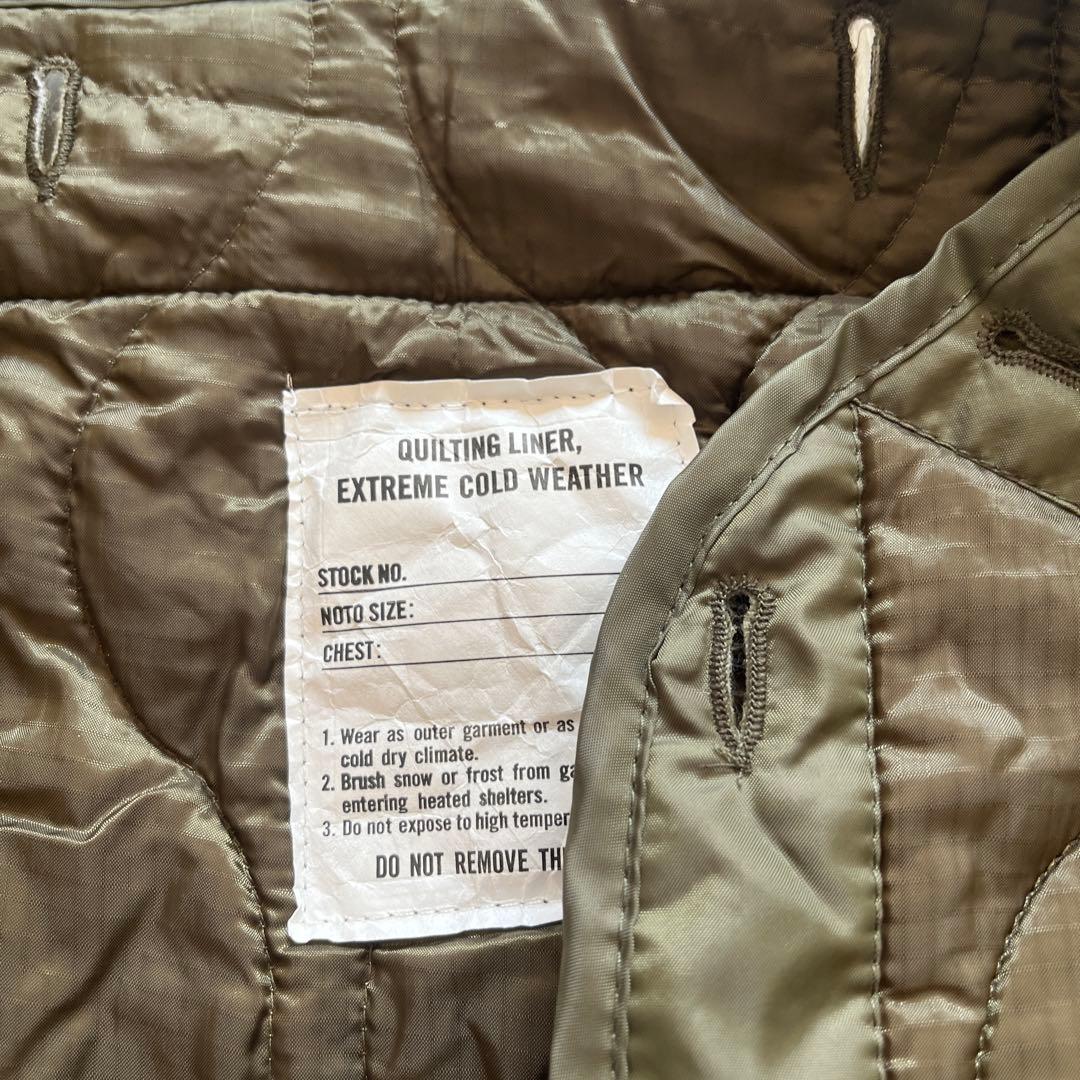 QUILTING LINER,
EXTREME COLD WEATHER
STOCK NO.
NOTO SIZE:
CHEST:
1. Wear as outer garment or as
cold dry climate.
2. Brush snow or frost from
entering heated shelters.
3. Do not expose to high temper
DO NOT REMOVE TH